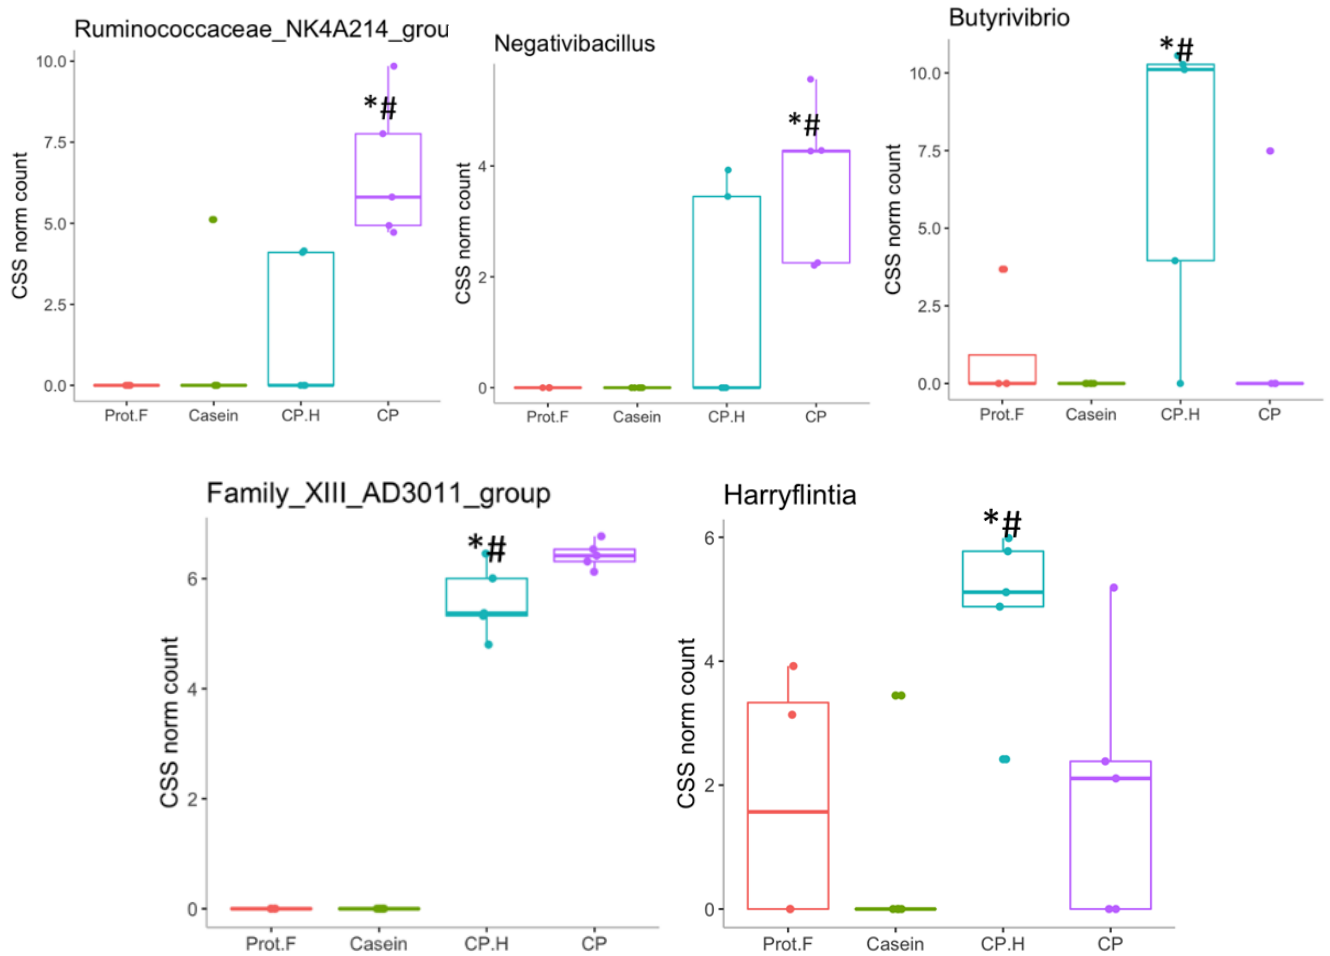 Ruminococcaceae_NK4A214_grou
CSS norm count
10.0
7.5
5.0
2.5
0.0
*#
Prot.F Casein CP.H CP
Negativibacillus
CSS norm count
4
2
0
*#
Prot.F Casein CP.H CP
Butyrivibrio
CSS norm count
10.0
7.5
5.0
2.5
0.0
*#
Prot.F Casein CP.H CP
Family_XIII_AD3011_group
CSS norm count
6
4
2
0
*#
Prot.F Casein CP.H CP
Harryflintia
CSS norm count
6
4
2
0
*#
Prot.F Casein CP.H CP